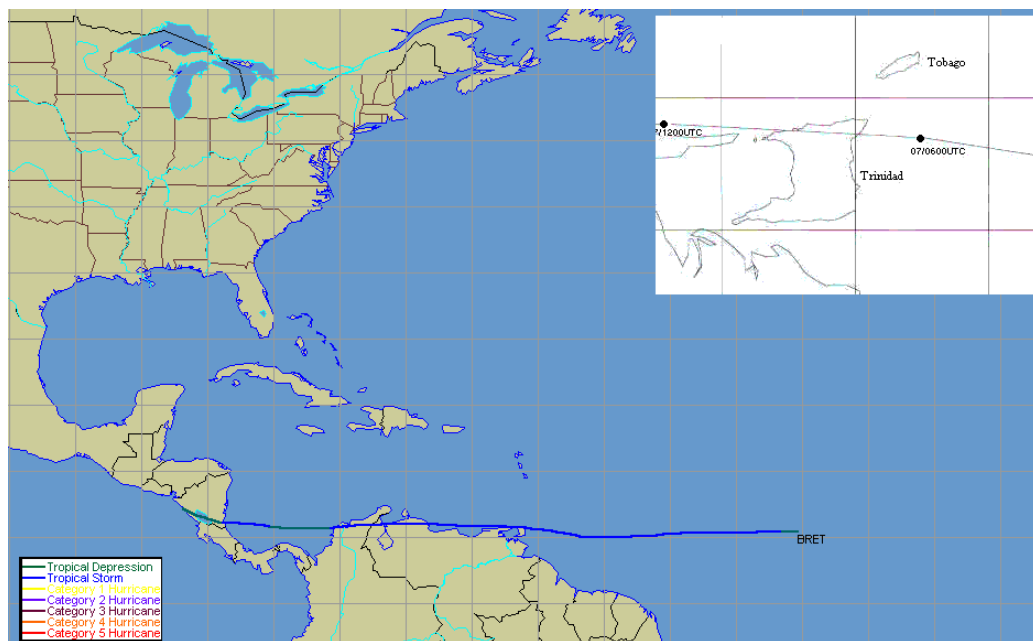 Tobago
7/1200UTC
07/0600UTC
Trinidad
BRET
Tropical Depression
Tropical Storm
Category 1 Hurricane
Category 2 Hurricane
Category 3 Hurricane
Category 4 Hurricane
Category 5 Hurricane